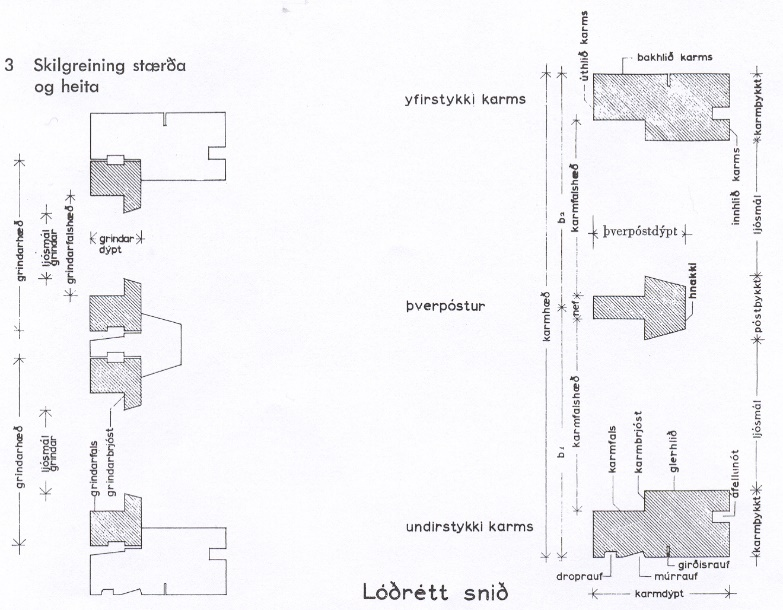 3 Skilgreining stærða
og heita
grindarhæð
ljósmál
grindar
grindarfalshæð
grindar
dýpt
grindarhæð
ljósmál
grindar
grindarfals
grindarbrjóst
yfirstykki karms
þverpóstur
undirstykki karms
Lóðrétt snið
úthlið karms
bakhlið karms
karmþykkt
innhlið karms
ljósmál
karmhæð
b₂
karmfalshæð
þverpóstdýpt
nef
hnakki
póstþykkt
karmfalshæð
ljósmál
karmfals
karmbrjóst
glerhlið
áfellunót
karmþykkt
girðisrauf
múrrauf
droprauf
karmdýpt